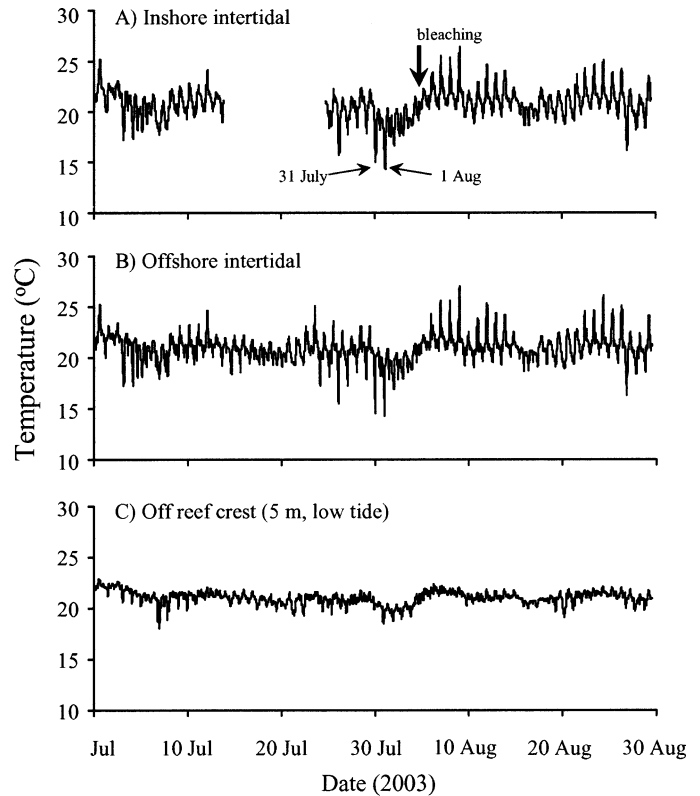 30
A) Inshore intertidal
bleaching
25
20
15
31 July
1 Aug
10
30
B) Offshore intertidal
25
20
15
10
Temperature (°C)
30
C) Off reef crest (5 m, low tide)
25
20
15
10
Jul 10 Jul 20 Jul 30 Jul 10 Aug 20 Aug 30 Aug
Date (2003)